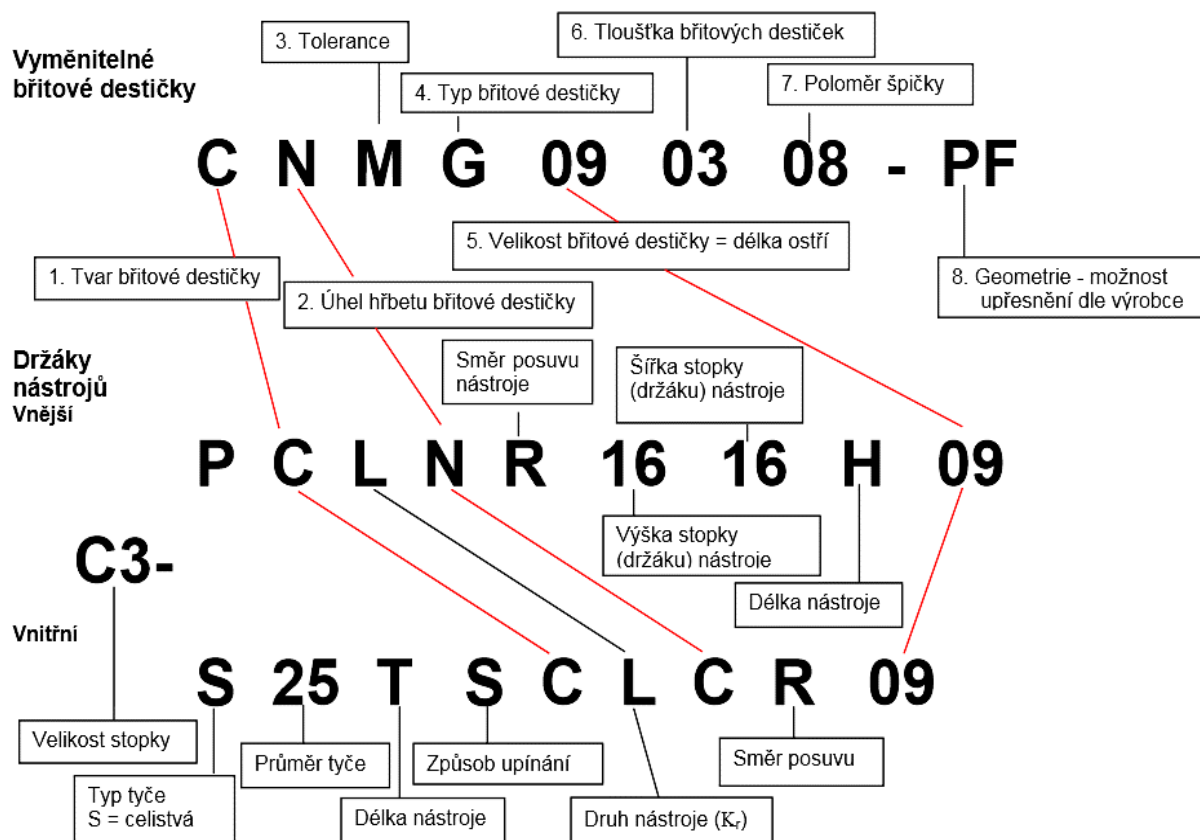 Vyměnitelné
břitové destičky
3. Tolerance
6. Tloušťka břitových destiček
4. Typ břitové destičky
7. Poloměr špičky
C N M G 09 03 08 - PF
5. Velikost břitové destičky = délka ostří
1. Tvar břitové destičky
2. Úhel hřbetu břitové destičky
8. Geometrie - možnost
upřesnění dle výrobce
Držáky
nástrojů
Vnější
Směr posuvu
nástroje
Šířka stopky
(držáku) nástroje
P C L N R 16 16 H 09
Výška stopky
(držáku) nástroje
Délka nástroje
C3-
Vnitřní
S 25 T S C L C R 09
Velikost stopky
Průměr tyče
Způsob upínání
Směr posuvu
Typ tyče
S = celistvá
Délka nástroje
Druh nástroje (Kr)